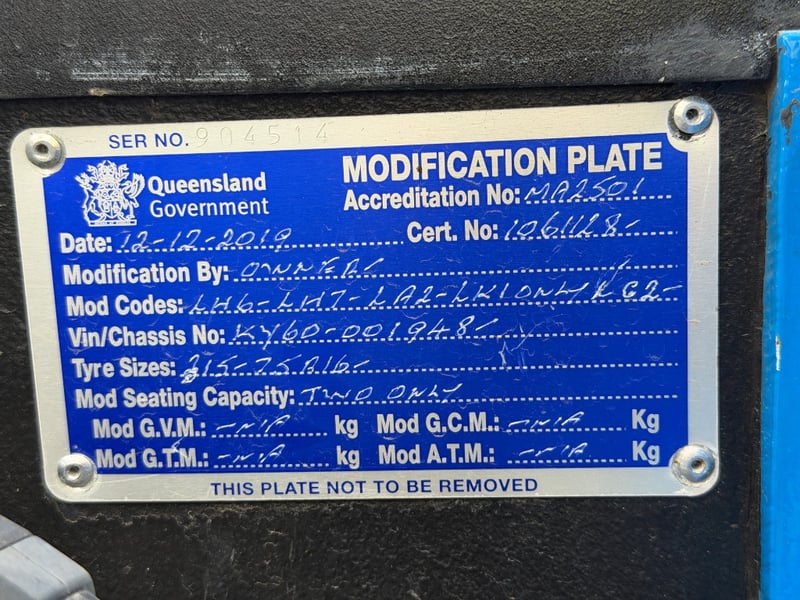 SER NO. 904514
Queensland Government
MODIFICATION PLATE
Accreditation No: MA2501
Date: 12-12-2019 Cert. No: 1061128-
Modification By: OWNER-
Mod Codes: LH6-LH7-LA2-LK1 ONLY
Vin/Chassis No: KY60-001948-
Tyre Sizes: 215-75R16-
Mod Seating Capacity: TWO ONLY
Mod G.V.M.: -N/A kg Mod G.C.M.: -N/A Kg
Mod G.T.M.: -N/A kg Mod A.T.M.: -N/A Kg
THIS PLATE NOT TO BE REMOVED